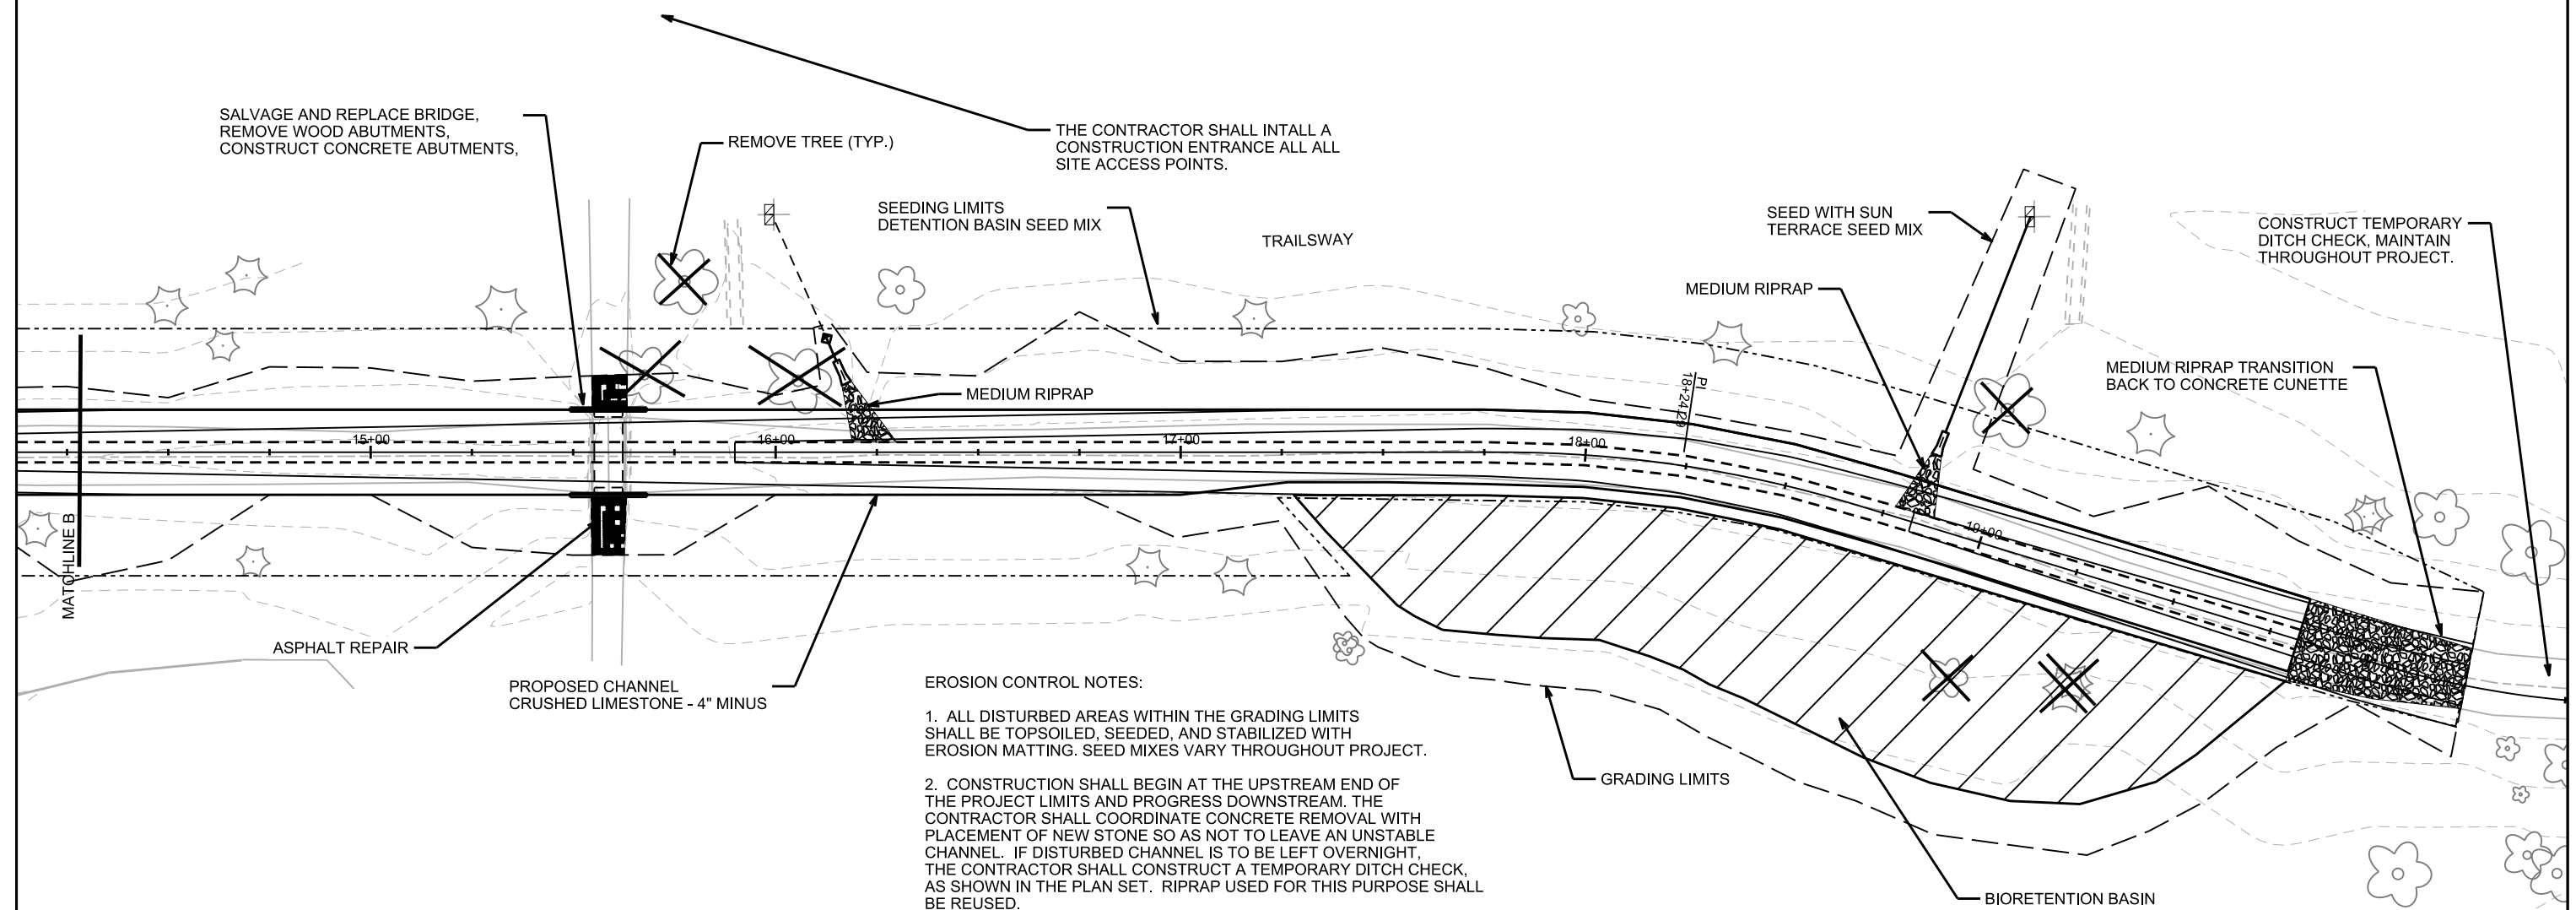 SALVAGE AND REPLACE BRIDGE,
REMOVE WOOD ABUTMENTS,
CONSTRUCT CONCRETE ABUTMENTS,
REMOVE TREE (TYP.)
THE CONTRACTOR SHALL INTALL A
CONSTRUCTION ENTRANCE ALL ALL
SITE ACCESS POINTS.
SEEDING LIMITS
DETENTION BASIN SEED MIX
TRAILSWAY
SEED WITH SUN
TERRACE SEED MIX
CONSTRUCT TEMPORARY
DITCH CHECK, MAINTAIN
THROUGHOUT PROJECT.
MEDIUM RIPRAP
MEDIUM RIPRAP TRANSITION
BACK TO CONCRETE CUNETTE
MEDIUM RIPRAP
PI
18+24.29
15+00
16+00
17+00
18+00
19+00
MATCHLINE B
ASPHALT REPAIR
PROPOSED CHANNEL
CRUSHED LIMESTONE - 4" MINUS
EROSION CONTROL NOTES:
1. ALL DISTURBED AREAS WITHIN THE GRADING LIMITS
SHALL BE TOPSOILED, SEEDED, AND STABILIZED WITH
EROSION MATTING. SEED MIXES VARY THROUGHOUT PROJECT.
2. CONSTRUCTION SHALL BEGIN AT THE UPSTREAM END OF
THE PROJECT LIMITS AND PROGRESS DOWNSTREAM. THE
CONTRACTOR SHALL COORDINATE CONCRETE REMOVAL WITH
PLACEMENT OF NEW STONE SO AS NOT TO LEAVE AN UNSTABLE
CHANNEL. IF DISTURBED CHANNEL IS TO BE LEFT OVERNIGHT,
THE CONTRACTOR SHALL CONSTRUCT A TEMPORARY DITCH CHECK,
AS SHOWN IN THE PLAN SET. RIPRAP USED FOR THIS PURPOSE SHALL
BE REUSED.
GRADING LIMITS
BIORETENTION BASIN